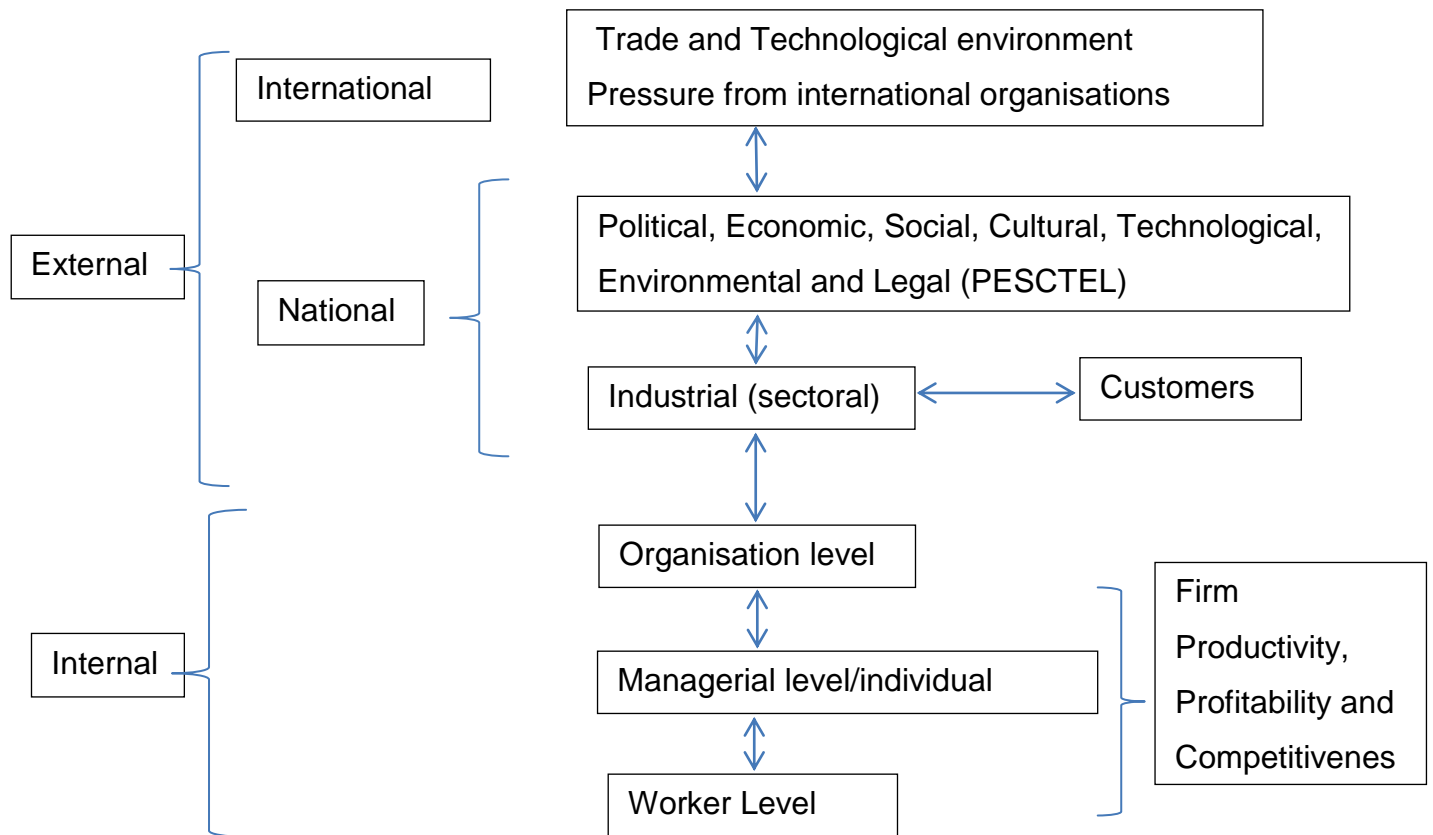 Trade and Technological environment
Pressure from international organisations
International
Political, Economic, Social, Cultural, Technological,
Environmental and Legal (PESCTEL)
External
National
Industrial (sectoral)
Customers
Organisation level
Firm
Productivity,
Profitability and
Competitivenes
Internal
Managerial level/individual
Worker Level